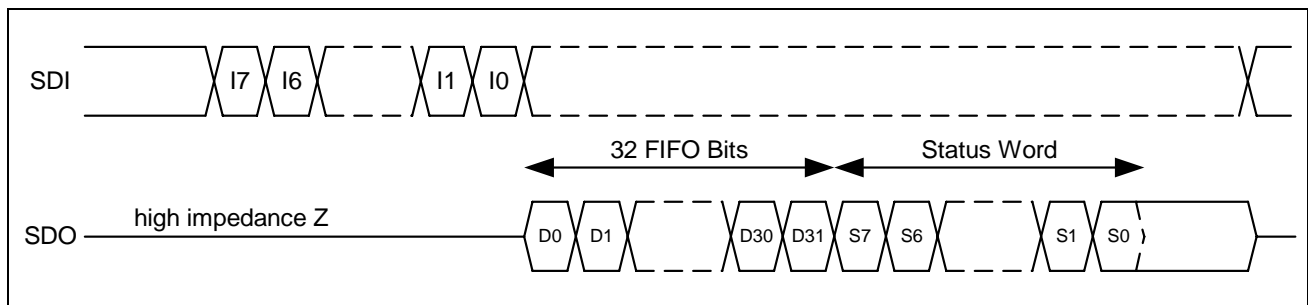 SDI I7 I6 I1 I0
32 FIFO Bits Status Word
high impedance Z
SDO D0 D1 D30 D31 S7 S6 S1 S0